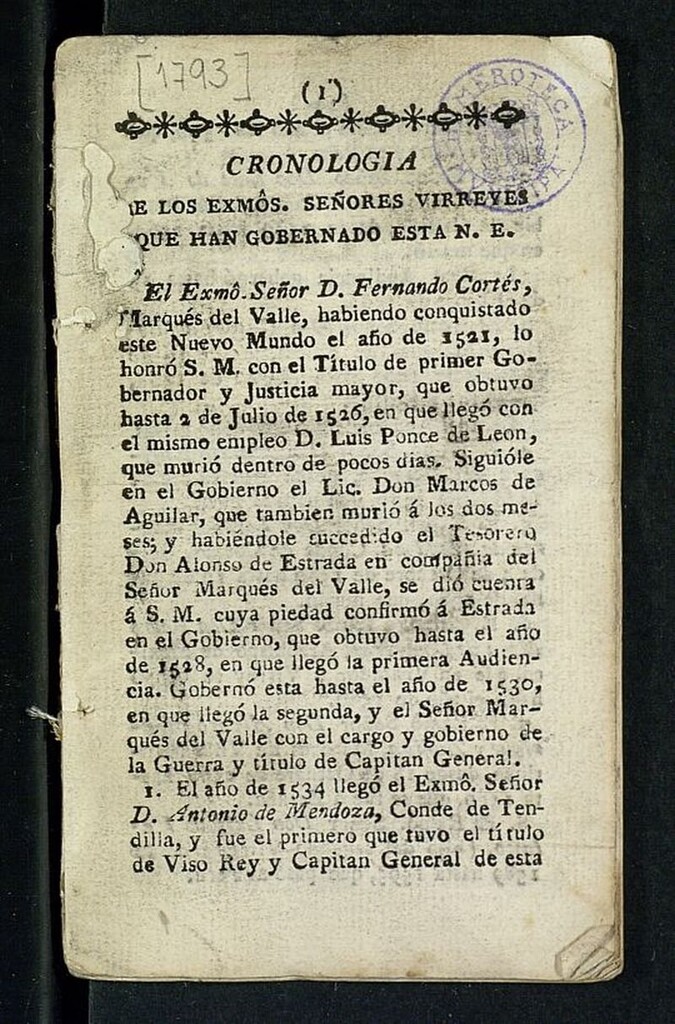 [1793]
(1)
HEMEROTECA
MUNICIPAL
CRONOLOGIA
E LOS EXMÔS. SEÑORES VIRREYES
QUE HAN GOBERNADO ESTA N. E.
El Exmô. Señor D. Fernando Cortés,
Marqués del Valle, habiendo conquistado
este Nuevo Mundo el año de 1521, lo
honró S. M. con el Título de primer Go-
bernador y Justicia mayor, que obtuvo
hasta 2 de Julio de 1526, en que llegó con
el mismo empleo D. Luis Ponce de Leon,
que murió dentro de pocos dias. Siguióle
en el Gobierno el Lic. Don Marcos de
Aguilar, que tambien murió á los dos me-
ses; y habiéndole succedido el Tesorero
Don Alonso de Estrada en compañia del
Señor Marqués del Valle, se dió cuenta
á S. M. cuya piedad confirmó á Estrada
en el Gobierno, que obtuvo hasta el año
de 1528, en que llegó la primera Audien-
cia. Gobernó esta hasta el año de 1530,
en que llegó la segunda, y el Señor Mar-
qués del Valle con el cargo y gobierno de
la Guerra y título de Capitan General.
1. El año de 1534 llegó el Exmô. Señor
D. Antonio de Mendoza, Conde de Ten-
dilla, y fue el primero que tuvo el título
de Viso Rey y Capitan General de esta